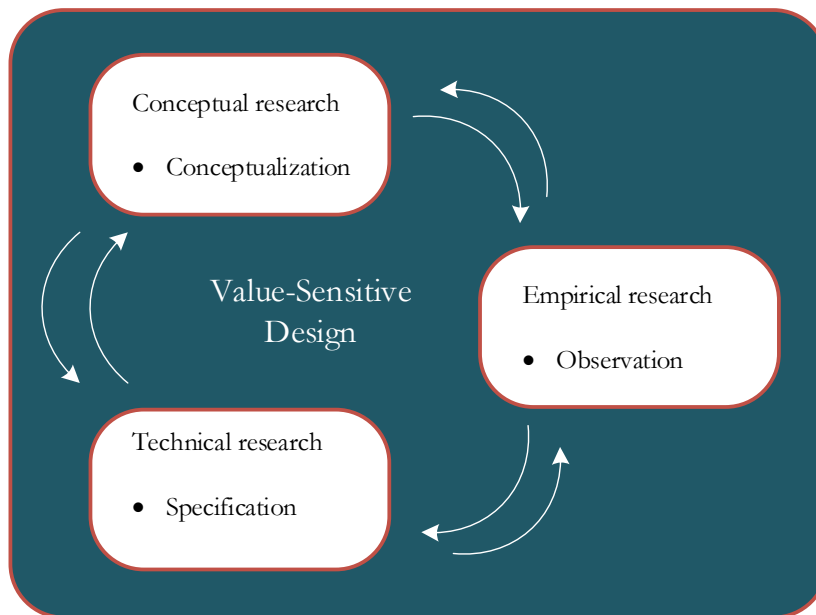 Conceptual research
• Conceptualization
Value-Sensitive
Design
Empirical research
• Observation
Technical research
• Specification